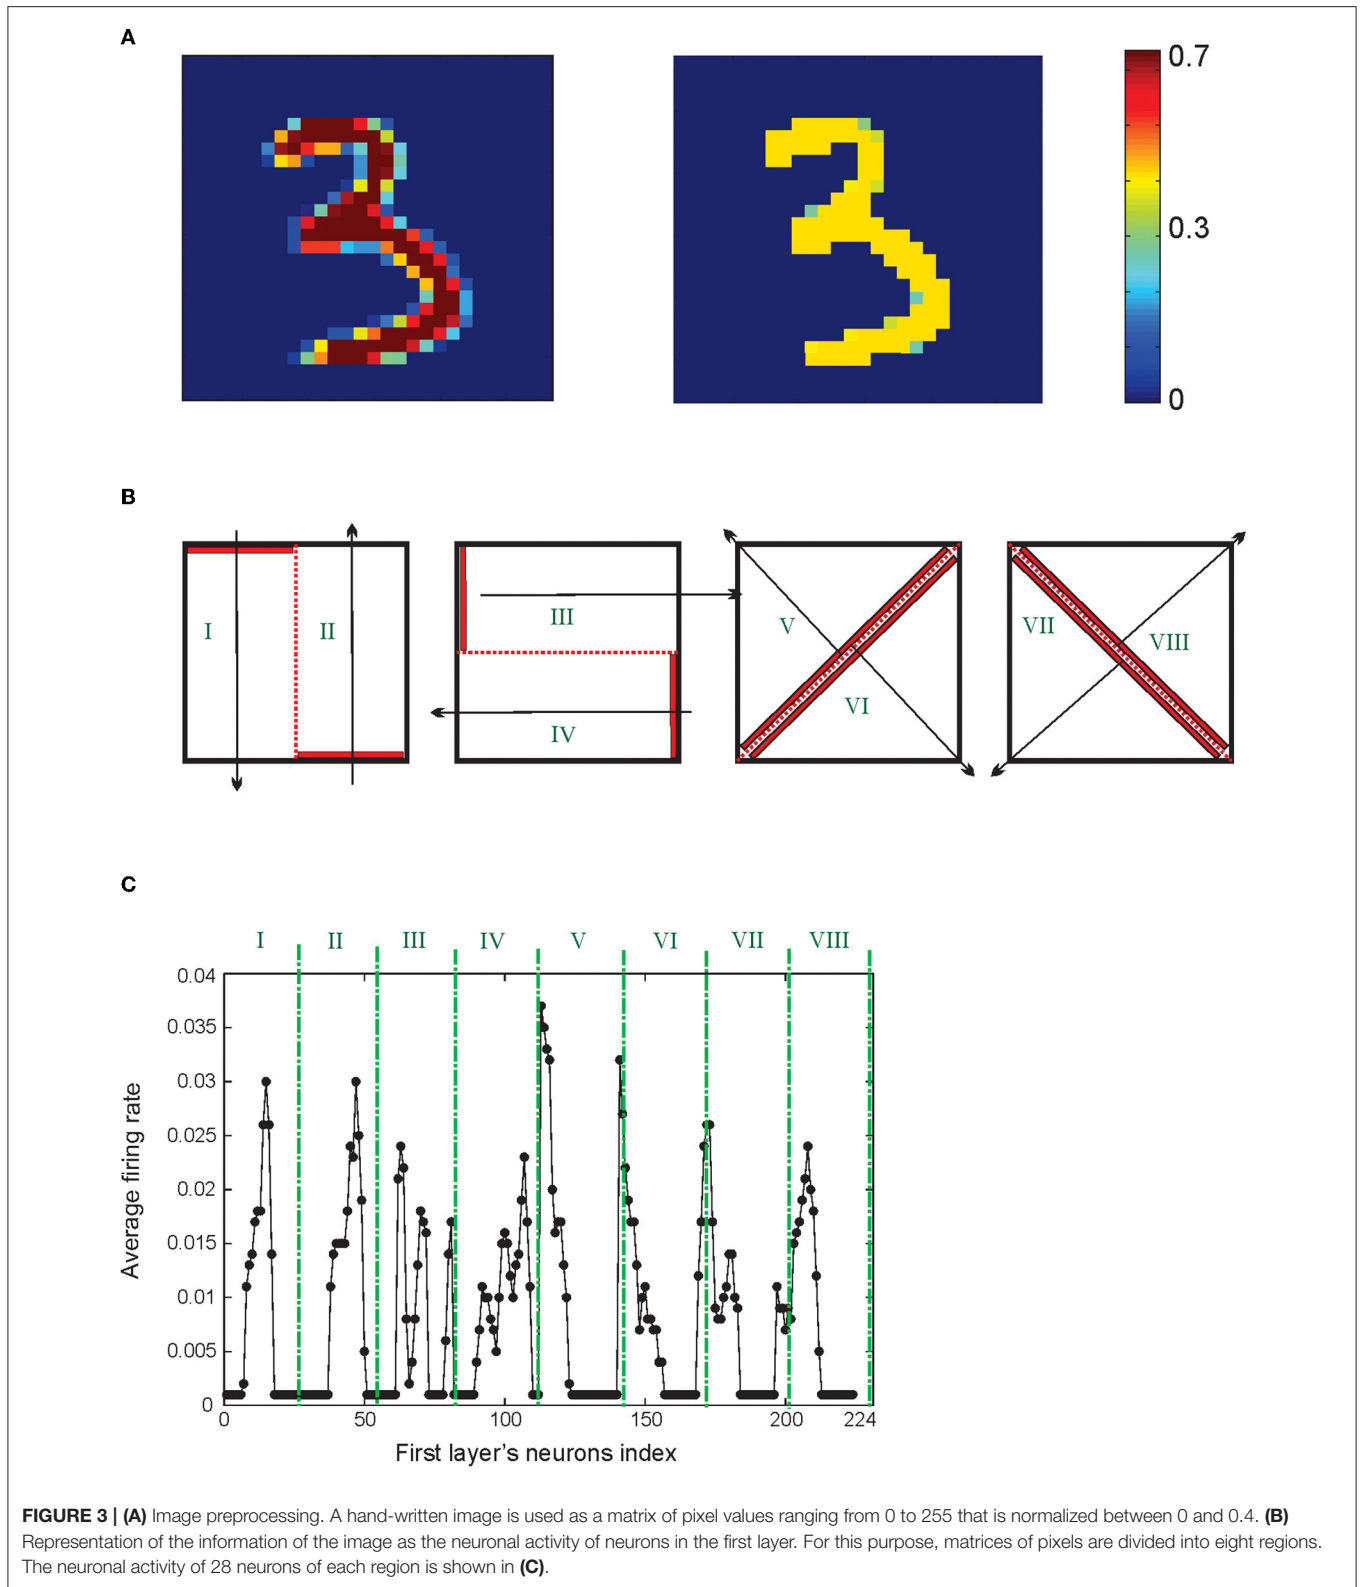 A
0.7
0.3
0
B
I II III IV V VI VII VIII
C
I II III IV V VI VII VIII
0.04
0.035
0.03
0.025
0.02
0.015
0.01
0.005
0
Average firing rate
0 50 100 150 200 224
First layer's neurons index
FIGURE 3 | (A) Image preprocessing. A hand-written image is used as a matrix of pixel values ranging from 0 to 255 that is normalized between 0 and 0.4. (B)
Representation of the information of the image as the neuronal activity of neurons in the first layer. For this purpose, matrices of pixels are divided into eight regions.
The neuronal activity of 28 neurons of each region is shown in (C).